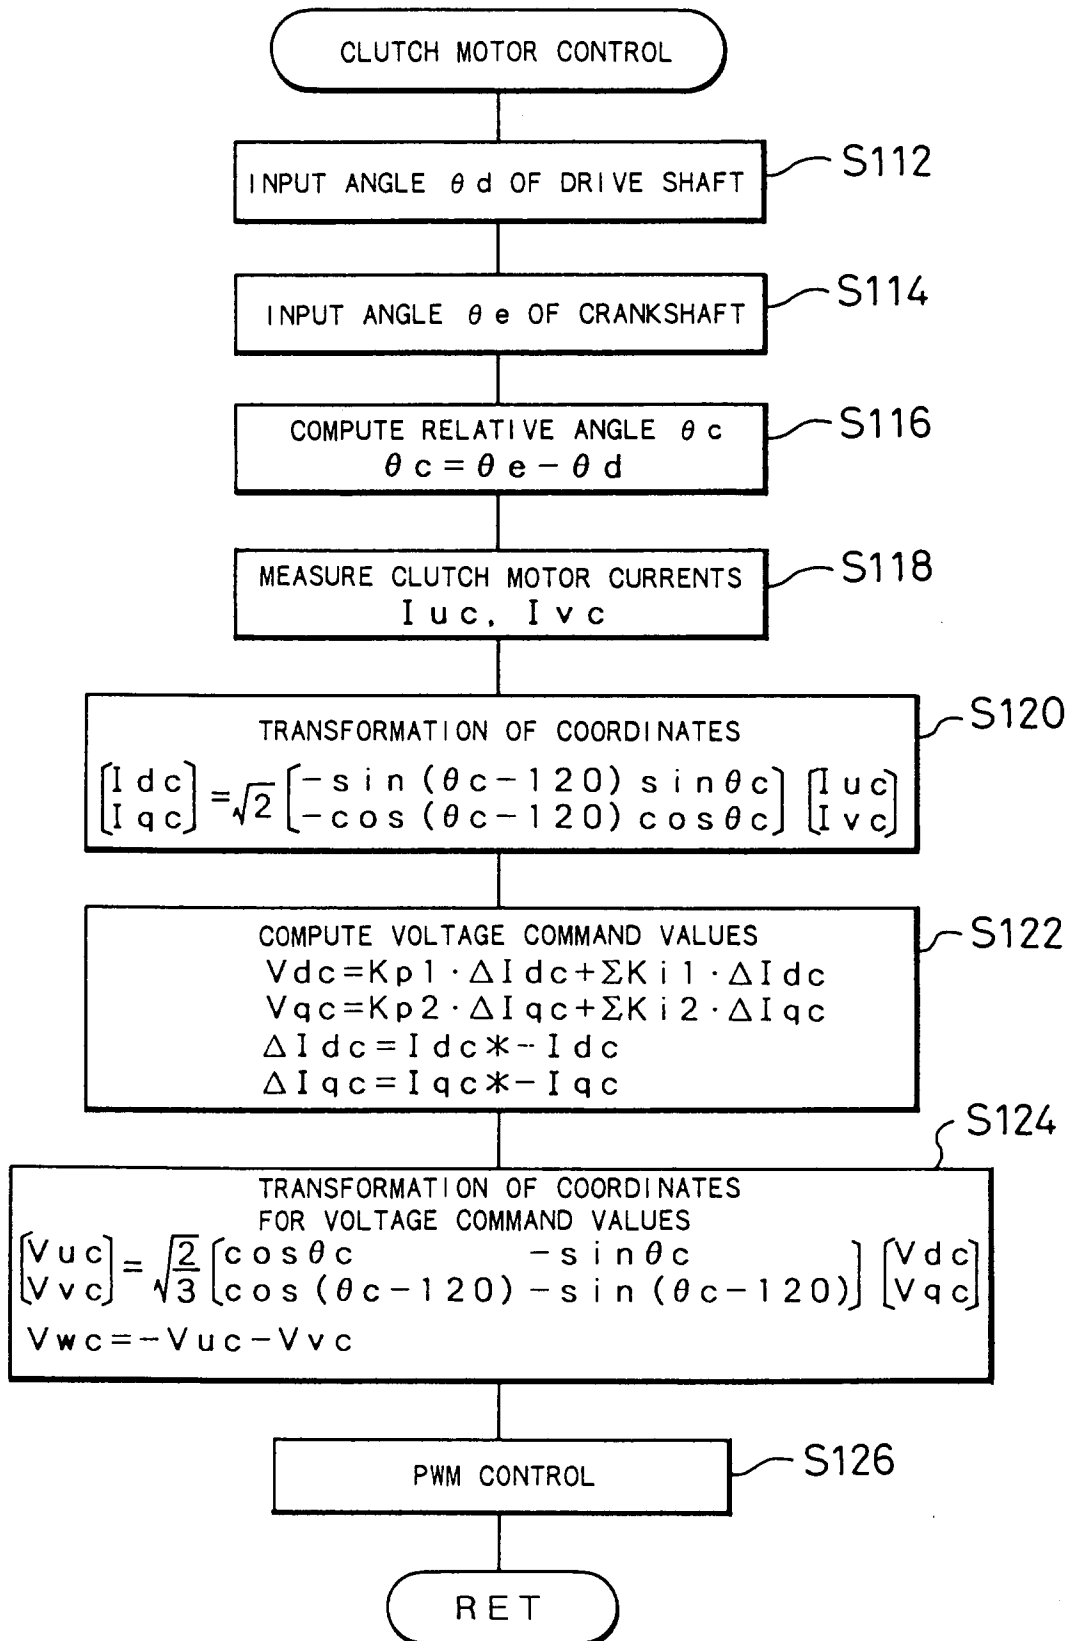 CLUTCH MOTOR CONTROL
INPUT ANGLE θd OF DRIVE SHAFT
S112
INPUT ANGLE θe OF CRANKSHAFT
S114
COMPUTE RELATIVE ANGLE θc
θc=θe-θd
S116
MEASURE CLUTCH MOTOR CURRENTS
Iuc, Ivc
S118
TRANSFORMATION OF COORDINATES
S120
[Idc] =√2 [-sin (θc-120) sinθc] [Iuc]
[Iqc] [-cos (θc-120) cosθc] [Ivc]
COMPUTE VOLTAGE COMMAND VALUES
S122
Vdc=Kp1·ΔIdc+ΣKi1·ΔIdc
Vqc=Kp2·ΔIqc+ΣKi2·ΔIqc
ΔIdc=Idc*-Idc
ΔIqc=Iqc*-Iqc
S124
TRANSFORMATION OF COORDINATES
FOR VOLTAGE COMMAND VALUES
[Vuc] = √2/3 [cosθc -sinθc] [Vdc]
[Vvc] [cos (θc-120) -sin (θc-120)] [Vqc]
Vwc=-Vuc-Vvc
PWM CONTROL
S126
RET